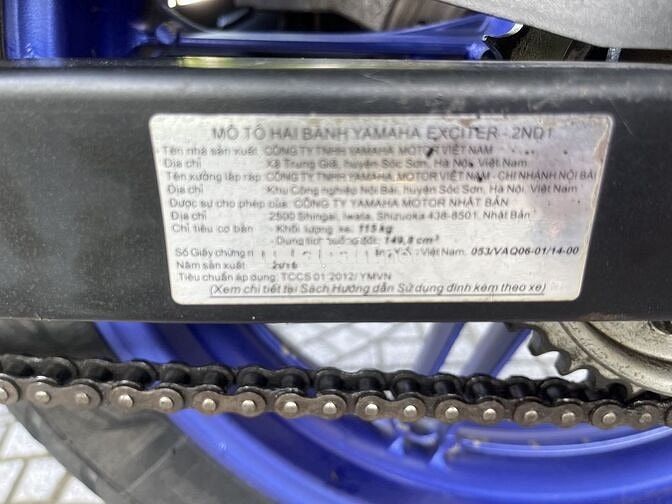 MÔ TÔ HAI BÁNH YAMAHA EXCITER - 2ND1
Tên nhà sản xuất: CÔNG TY TNHH YAMAHA MOTOR VIỆT NAM
Địa chỉ Xã Trung Giã, huyện Sóc Sơn, Hà Nội, Việt Nam
Tên xưởng lắp ráp: CÔNG TY TNHH YAMAHA MOTOR VIỆT NAM - CHI NHÁNH NỘI BÀI
Địa chỉ Khu Công nghiệp Nội Bài, huyện Sóc Sơn, Hà Nội, Việt Nam
Được sự cho phép của: CÔNG TY YAMAHA MOTOR NHẬT BẢN
Địa chỉ 2500 Shingai, Iwata, Shizuoka 438-8501, Nhật Bản
Chỉ tiêu cơ bản - Khối lượng xe: 115 kg
- Dung tích buồng đốt: 149,8 cm³
Số Giấy chứng Việt Nam. 053/VAQ06-01/14-00
Năm sản xuất
Tiêu chuẩn áp dụng: TCCS 01:2012/ YMVN
(Xem chi tiết tại Sách Hướng dẫn Sử dụng đính kèm theo xe)